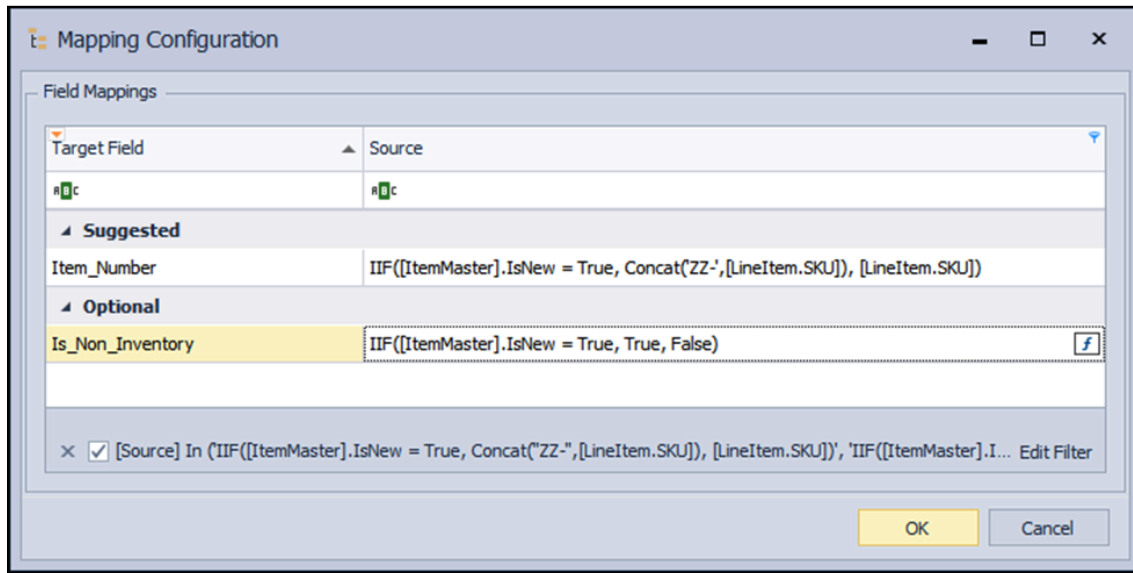 Mapping Configuration
Field Mappings
Target Field Source
ABC ABC
Suggested
Item_Number IIF([ItemMaster].IsNew = True, Concat('ZZ-',[LineItem.SKU]), [LineItem.SKU])
Optional
Is_Non_Inventory IIF([ItemMaster].IsNew = True, True, False) f
[Source] In ('IIF([ItemMaster].IsNew = True, Concat(''ZZ-'',[LineItem.SKU]), [LineItem.SKU])', 'IIF([ItemMaster].I... Edit Filter
OK Cancel